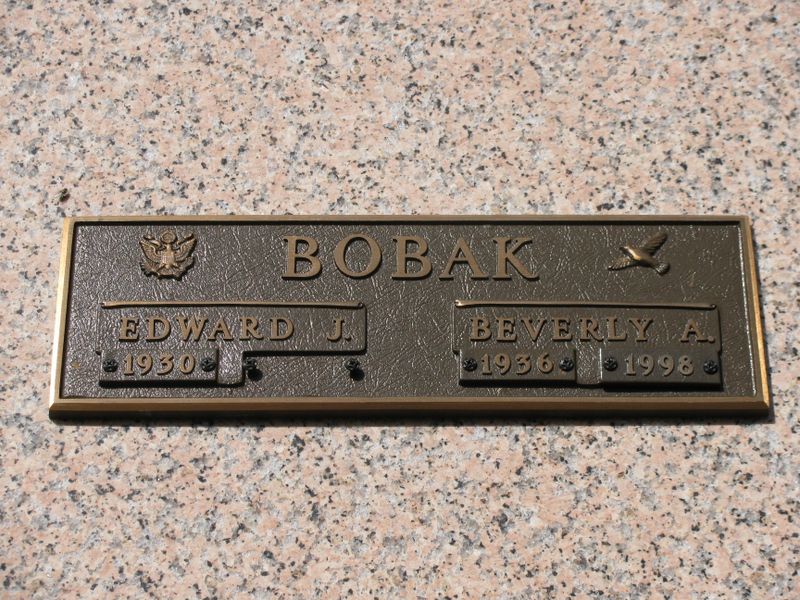 BOBAK
EDWARD J. BEVERLY A.
1930 1936 1998